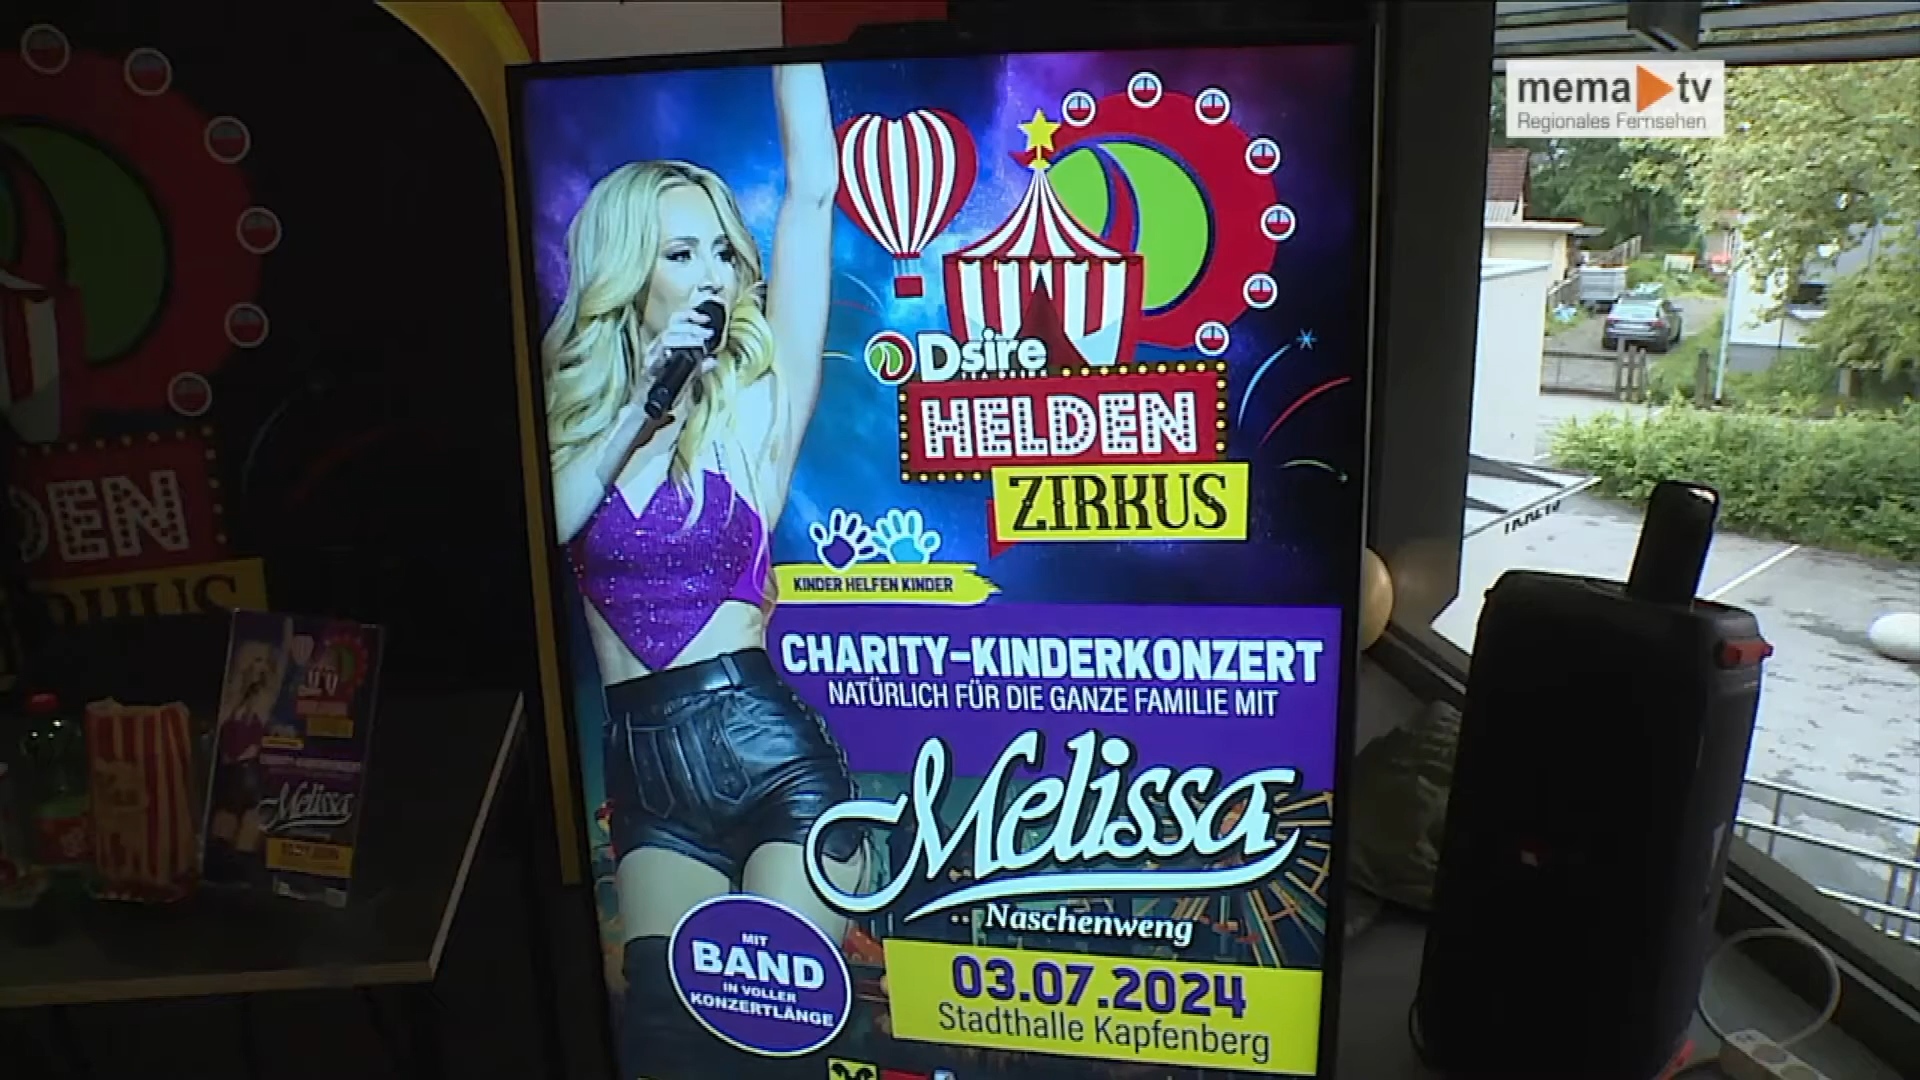 mema tv
Regionales Fernsehen
Dsire
HELDEN
ZIRKUS
KINDER HELFEN KINDER
CHARITY-KINDERKONZERT
NATÜRLICH FÜR DIE GANZE FAMILIE MIT
Melissa
Naschenweng
MIT
BAND
IN VOLLER
KONZERTLÄNGE
03.07.2024
Stadthalle Kapfenberg
DEN
Melissa